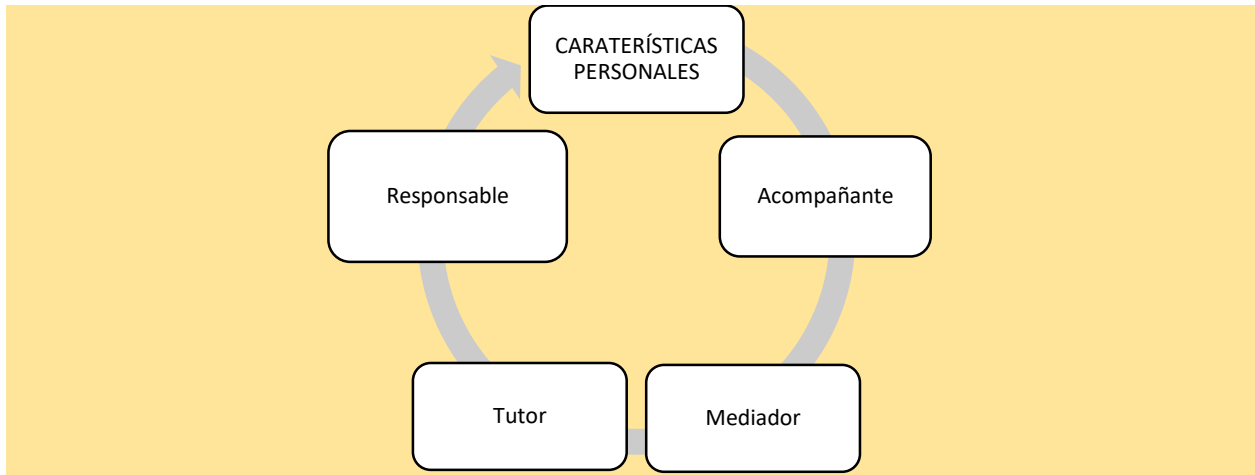 CARATERÍSTICAS
PERSONALES
Acompañante
Mediador
Tutor
Responsable